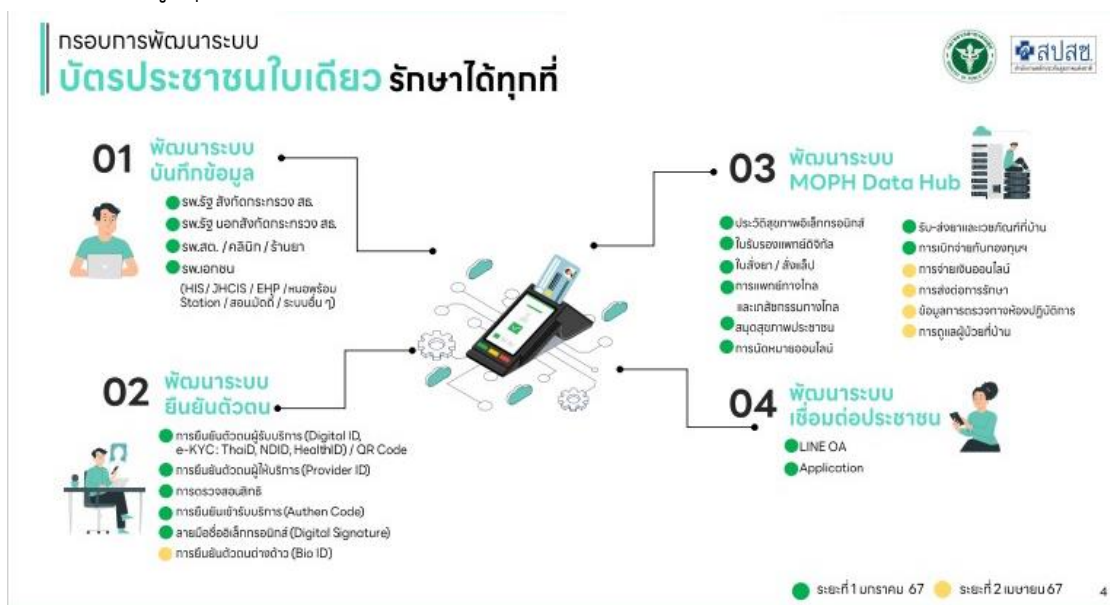 กรอบการพัฒนาระบบ
บัตรประชาชนใบเดียว รักษาได้ทุกที่
สปสช.
01
พัฒนาระบบ
บันทึกข้อมูล
รพ.รัฐ สังกัดกระทรวง สธ.
รพ.รัฐ นอกสังกัดกระทรวง สธ.
รพ.สต. / คลินิก / ร้านยา
รพ.เอกชน
(HIS / JHCIS / EHP / หมอพร้อม
Station / สอนมัดดี / ระบบอื่น ๆ)
02
พัฒนาระบบ
ยืนยันตัวตน
การยืนยันตัวตนผู้รับบริการ (Digital ID,
e-KYC : ThaiD, NDID, HealthID) / QR Code
การยืนยันตัวตนผู้ให้บริการ (Provider ID)
การตรวจสอบสิทธิ
การยืนยันเข้ารับบริการ (Authen Code)
ลายมือชื่ออิเล็กทรอนิกส์ (Digital Signature)
การยืนยันตัวตนต่างด้าว (Bio ID)
03
พัฒนาระบบ
MOPH Data Hub
ประวัติสุขภาพอิเล็กทรอนิกส์
ใบรับรองแพทย์ดิจิทัล
ใบสั่งยา / สั่งแล็ป
การแพทย์ทางไกล
และเภสัชกรรมทางไกล
สมุดสุขภาพประชาชน
การนัดหมายออนไลน์
รับ-ส่งยาและเวชภัณฑ์ที่บ้าน
การเบิกจ่ายกับกองทุนฯ
การจ่ายเงินออนไลน์
การส่งต่อการรักษา
ข้อมูลการตรวจทางห้องปฏิบัติการ
การดูแลผู้ป่วยที่บ้าน
04
พัฒนาระบบ
เชื่อมต่อประชาชน
LINE OA
Application
ระยะที่ 1 มกราคม 67
ระยะที่ 2 เมษายน 67
4